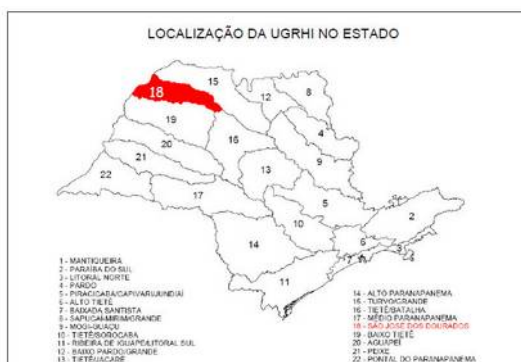 LOCALIZAÇÃO DA UGRHI NO ESTADO
15
8
12
18
4
19
16
9
20
13
21
22
17
5
2
10
6
3
14
11
1 - MANTIQUEIRA
2 - PARAÍBA DO SUL
3 - LITORAL NORTE
4 - PARDO
5 - PIRACICABA/CAPIVARI/JUNDIAÍ
6 - ALTO TIETÊ
7 - BAIXADA SANTISTA
8 - SAPUCAÍ-MIRIM/GRANDE
9 - MOGI-GUAÇU
10 - TIETÊ/SOROCABA
11 - RIBEIRA DE IGUAPE/LITORAL SUL
12 - BAIXO PARDO/GRANDE
13 - TIETÊ/JACARÉ
14 - ALTO PARANAPANEMA
15 - TURVO/GRANDE
16 - TIETÊ/BATALHA
17 - MÉDIO PARANAPANEMA
18 - SÃO JOSÉ DOS DOURADOS
19 - BAIXO TIETÊ
20 - AGUAPEÍ
21 - PEIXE
22 - PONTAL DO PARANAPANEMA